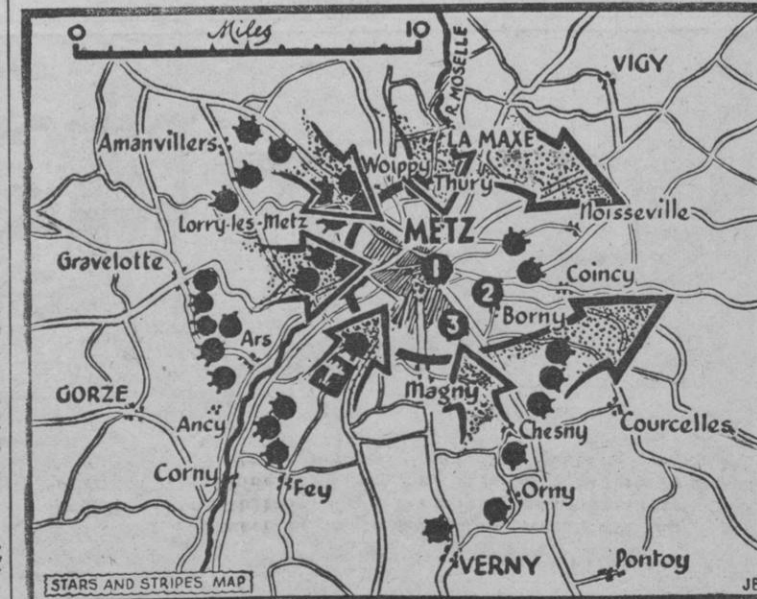 0 Miles 10
R. MOSELLE
VIGY
Amanvillers
LA MAXE
Woippy
Thury
Noisseville
Lorry-les-Metz
METZ
Gravelotte
1
Coincy
2
Borny
3
Ars
GORZE
Magny
Ancy
Chesny
Courcelles
Corny
Fey
Orny
VERNY
Pontoy
STARS AND STRIPES MAP